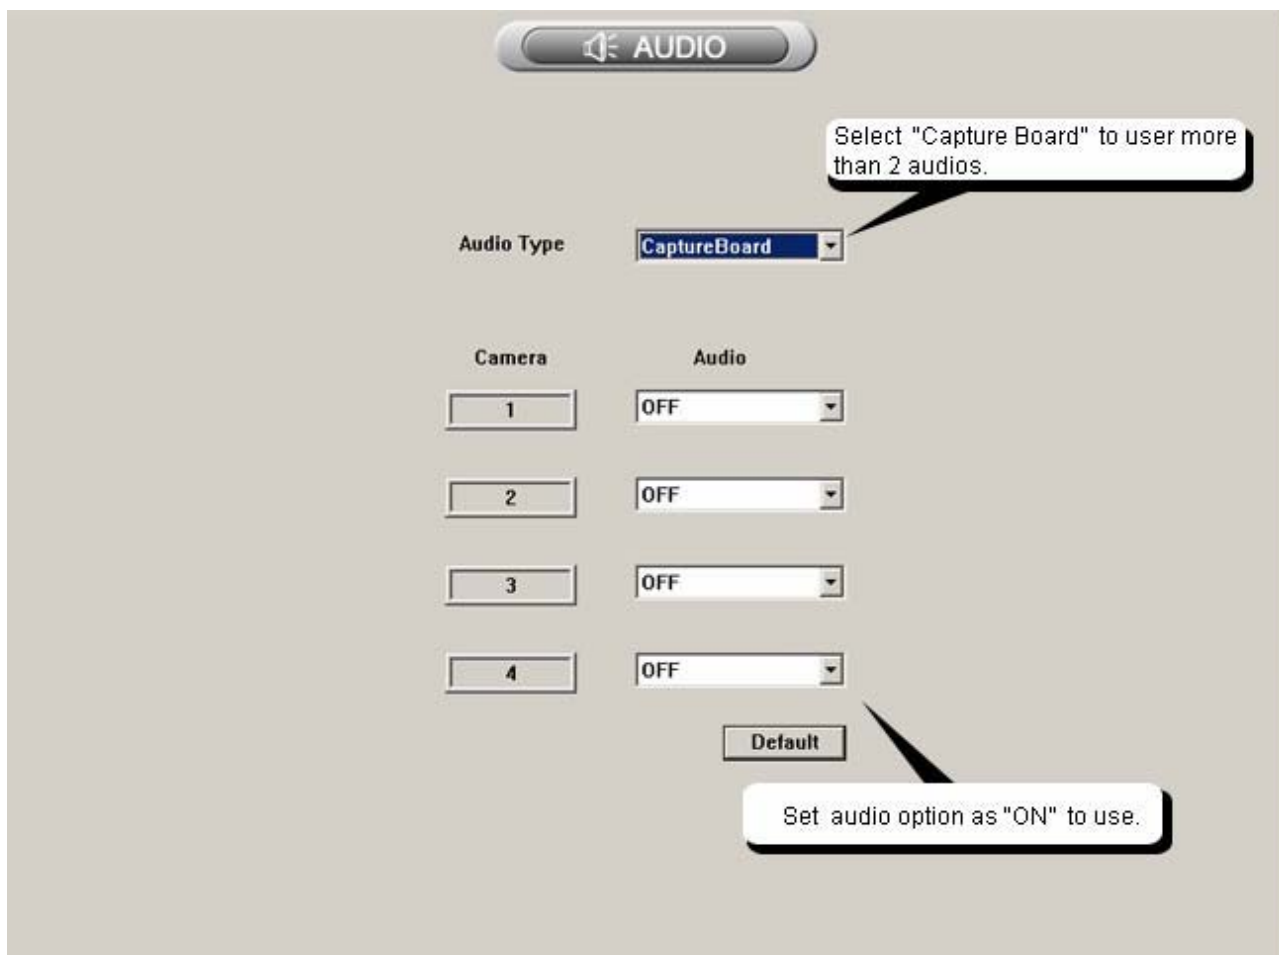 AUDIO
Select "Capture Board" to user more
than 2 audios.
Audio Type CaptureBoard
Camera Audio
1 OFF
2 OFF
3 OFF
4 OFF
Default
Set audio option as "ON" to use.